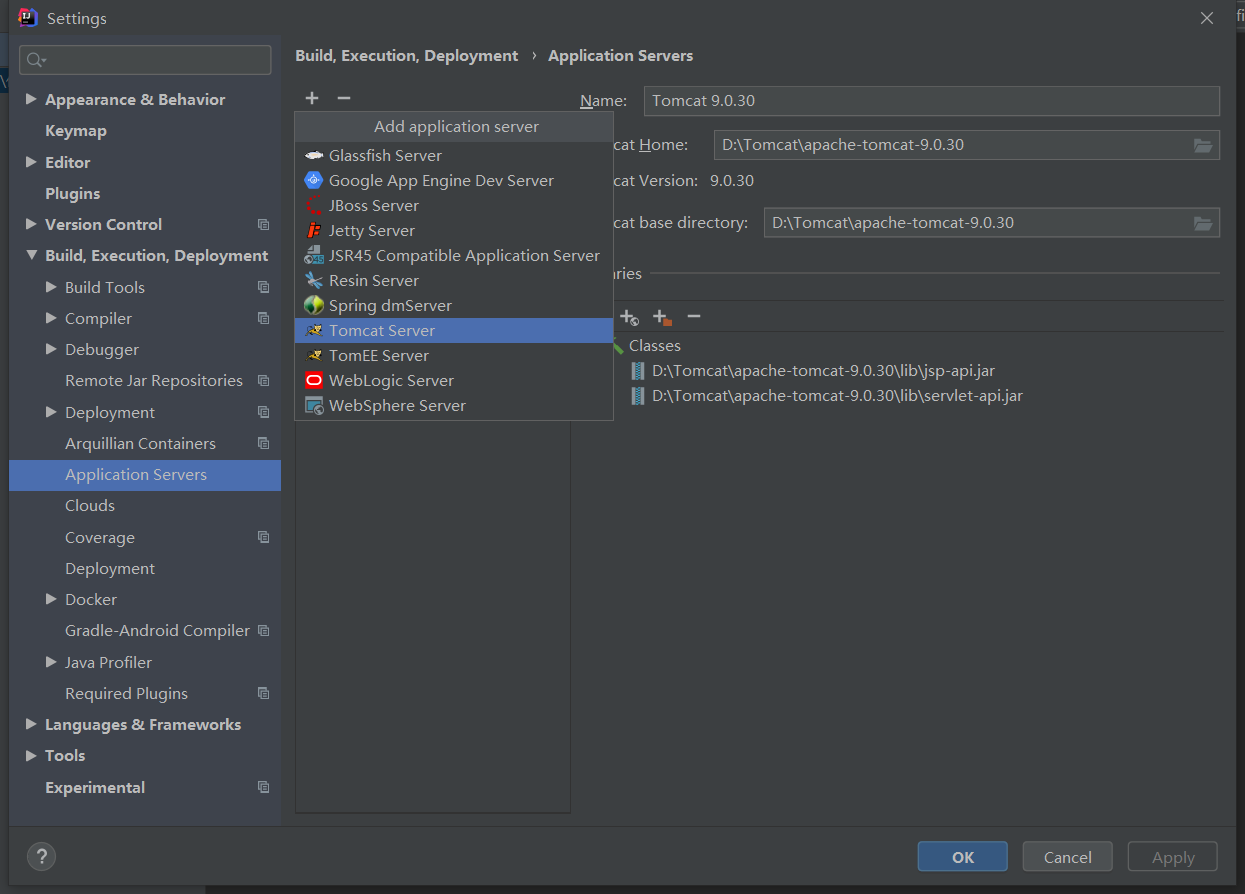 Settings
Build, Execution, Deployment › Application Servers
Appearance & Behavior
Keymap
Editor
Plugins
Version Control
Build, Execution, Deployment
Build Tools
Compiler
Debugger
Remote Jar Repositories
Deployment
Arquillian Containers
Application Servers
Clouds
Coverage
Deployment
Docker
Gradle-Android Compiler
Java Profiler
Required Plugins
Languages & Frameworks
Tools
Experimental
Add application server
Glassfish Server
Google App Engine Dev Server
JBoss Server
Jetty Server
JSR45 Compatible Application Server
Resin Server
Spring dmServer
Tomcat Server
TomEE Server
WebLogic Server
WebSphere Server
Name: Tomcat 9.0.30
cat Home: D:\Tomcat\apache-tomcat-9.0.30
cat Version: 9.0.30
cat base directory: D:\Tomcat\apache-tomcat-9.0.30
ries
Classes
D:\Tomcat\apache-tomcat-9.0.30\lib\jsp-api.jar
D:\Tomcat\apache-tomcat-9.0.30\lib\servlet-api.jar
?
OK
Cancel
Apply